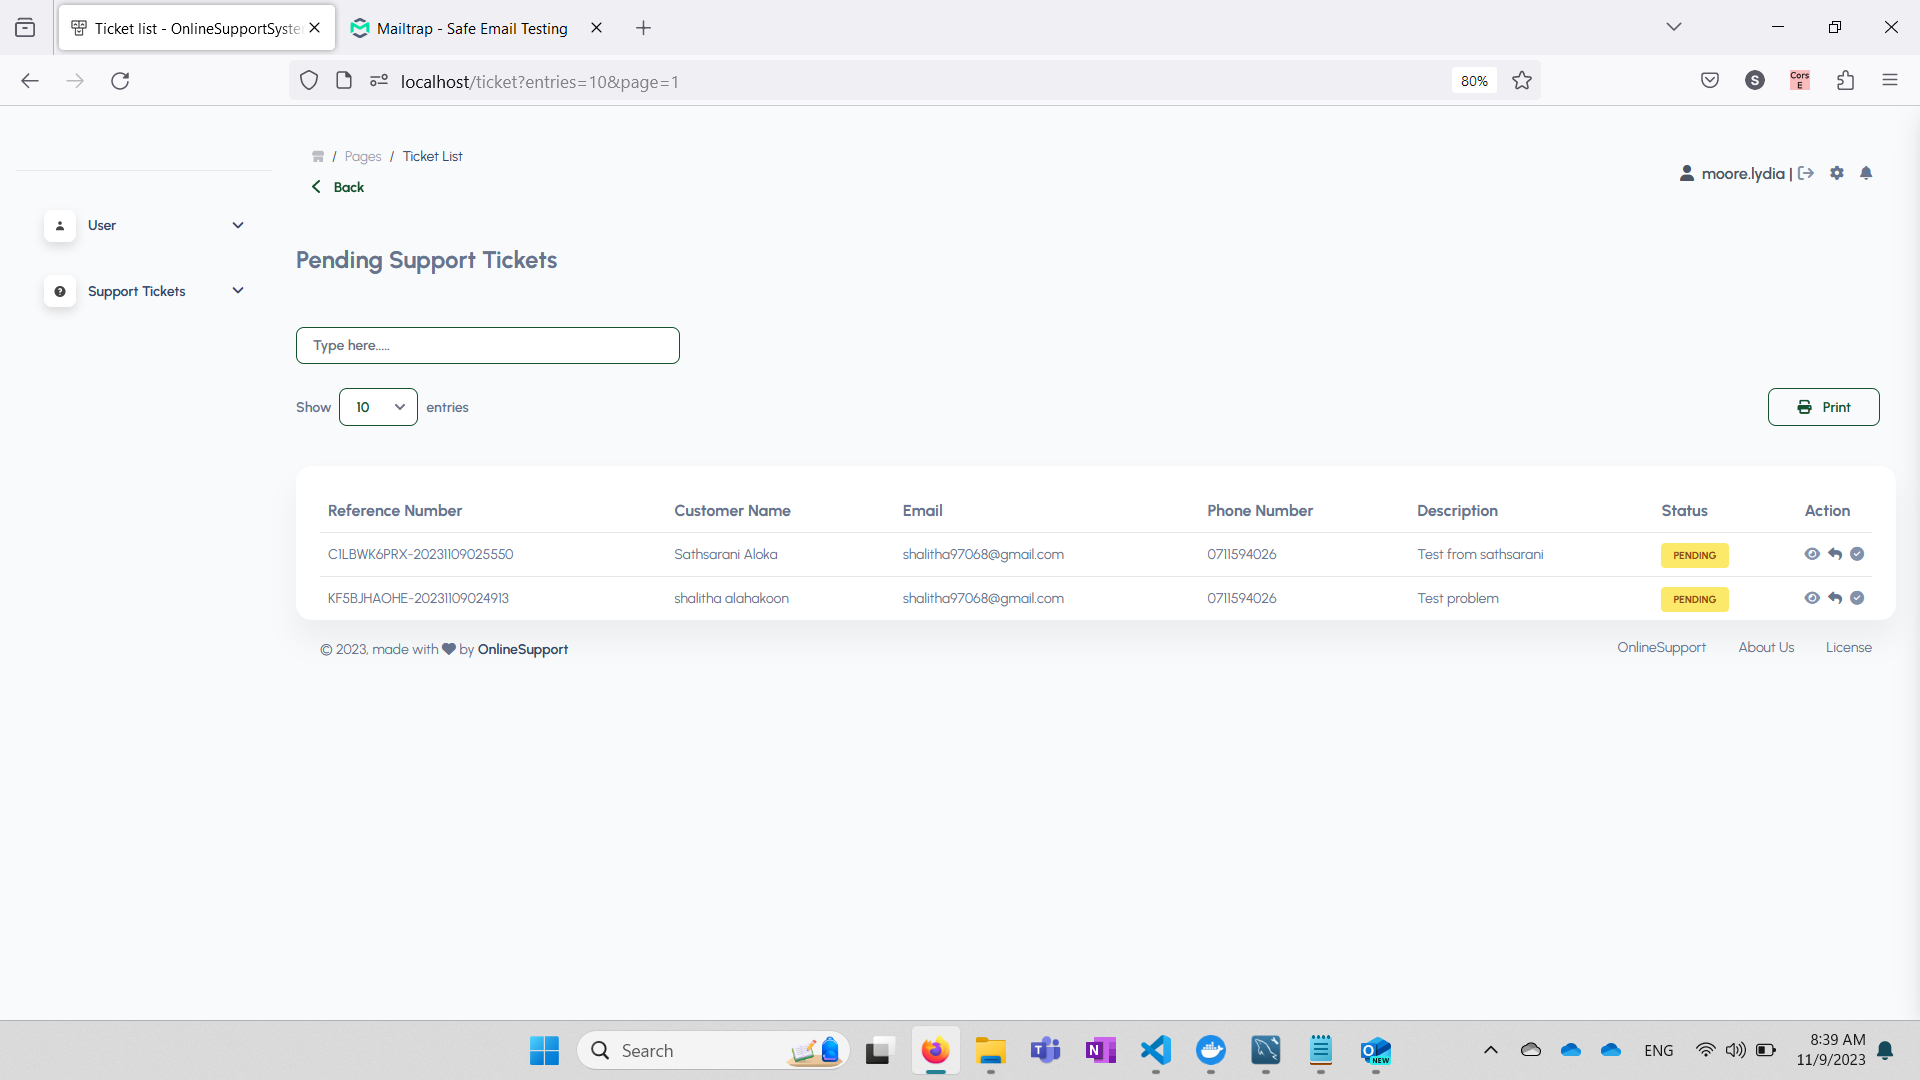 Ticket list - OnlineSupportSyste
Mailtrap - Safe Email Testing
localhost/ticket?entries=10&page=1
80%
S
Cors
E
/ Pages / Ticket List
Back
moore.lydia |
User
Support Tickets
Pending Support Tickets
Type here.....
Show 10 entries
Print
Reference Number Customer Name Email Phone Number Description Status Action
C1LBWK6PRX-20231109025550 Sathsarani Aloka shalitha97068@gmail.com 0711594026 Test from sathsarani PENDING
KF5BJHAOHE-20231109024913 shalitha alahakoon shalitha97068@gmail.com 0711594026 Test problem PENDING
© 2023, made with by OnlineSupport
OnlineSupport About Us License
Search
NEW
ENG
8:39 AM
11/9/2023